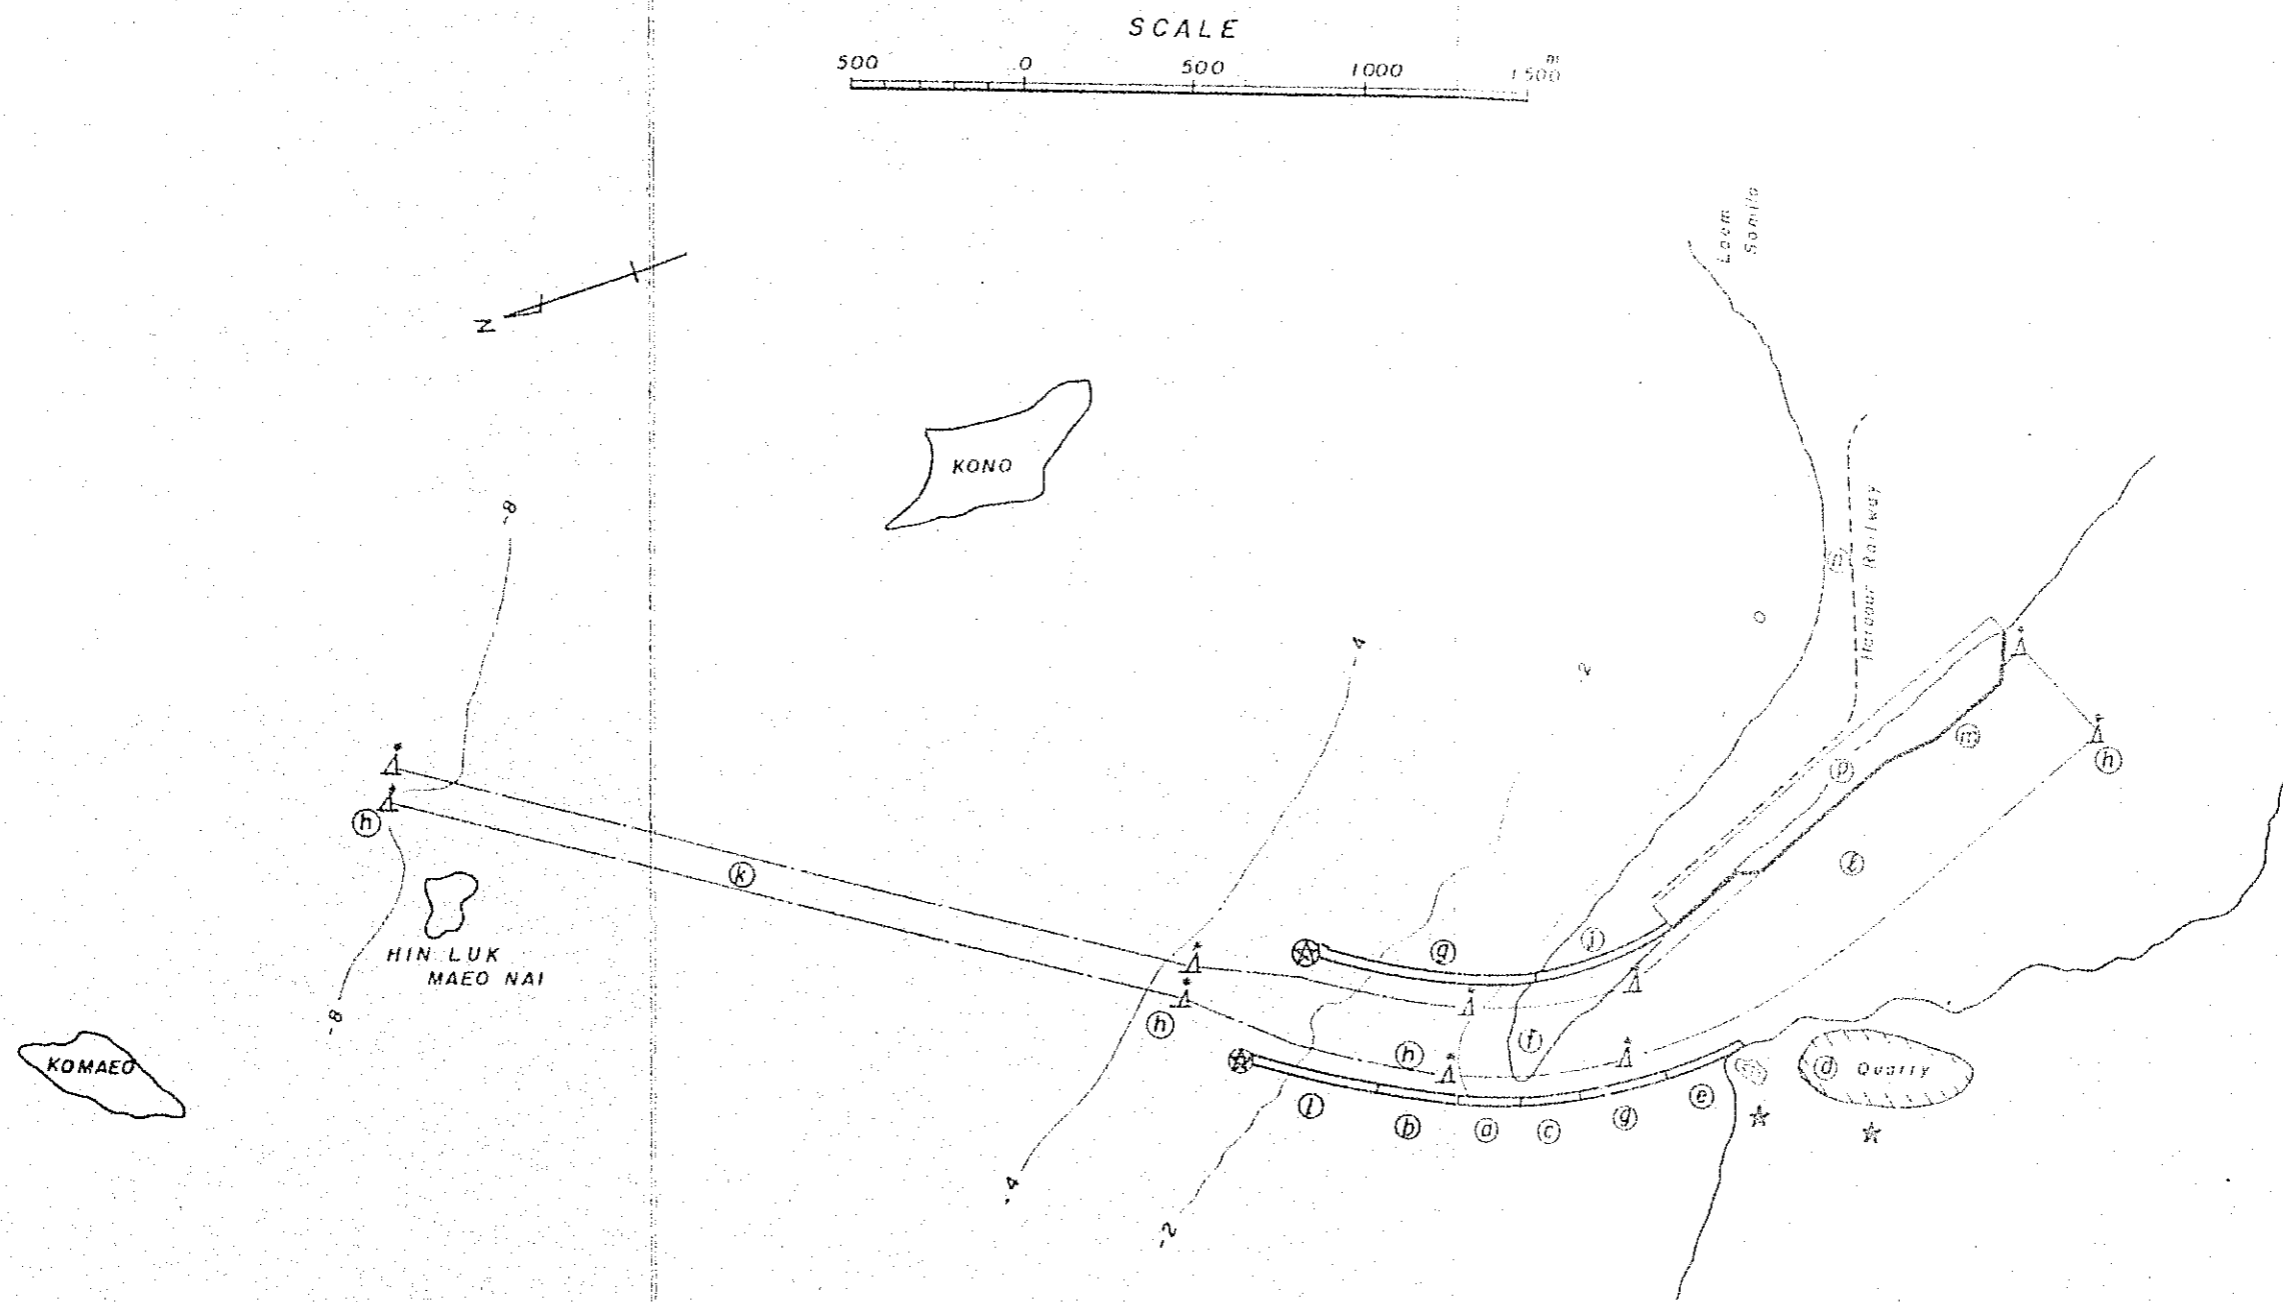 SCALE
500 0 500 1000 1500 m
Laem
Samila
N
KONO
-8
Harbour Railway
n
4
2
0
m
h
p
h
k
ℓ
HIN LUK
MAEO NAI
g
j
-8
h
h
f
KOMAEO
d Quarry
i
b
a
c
g
e
-4
-2